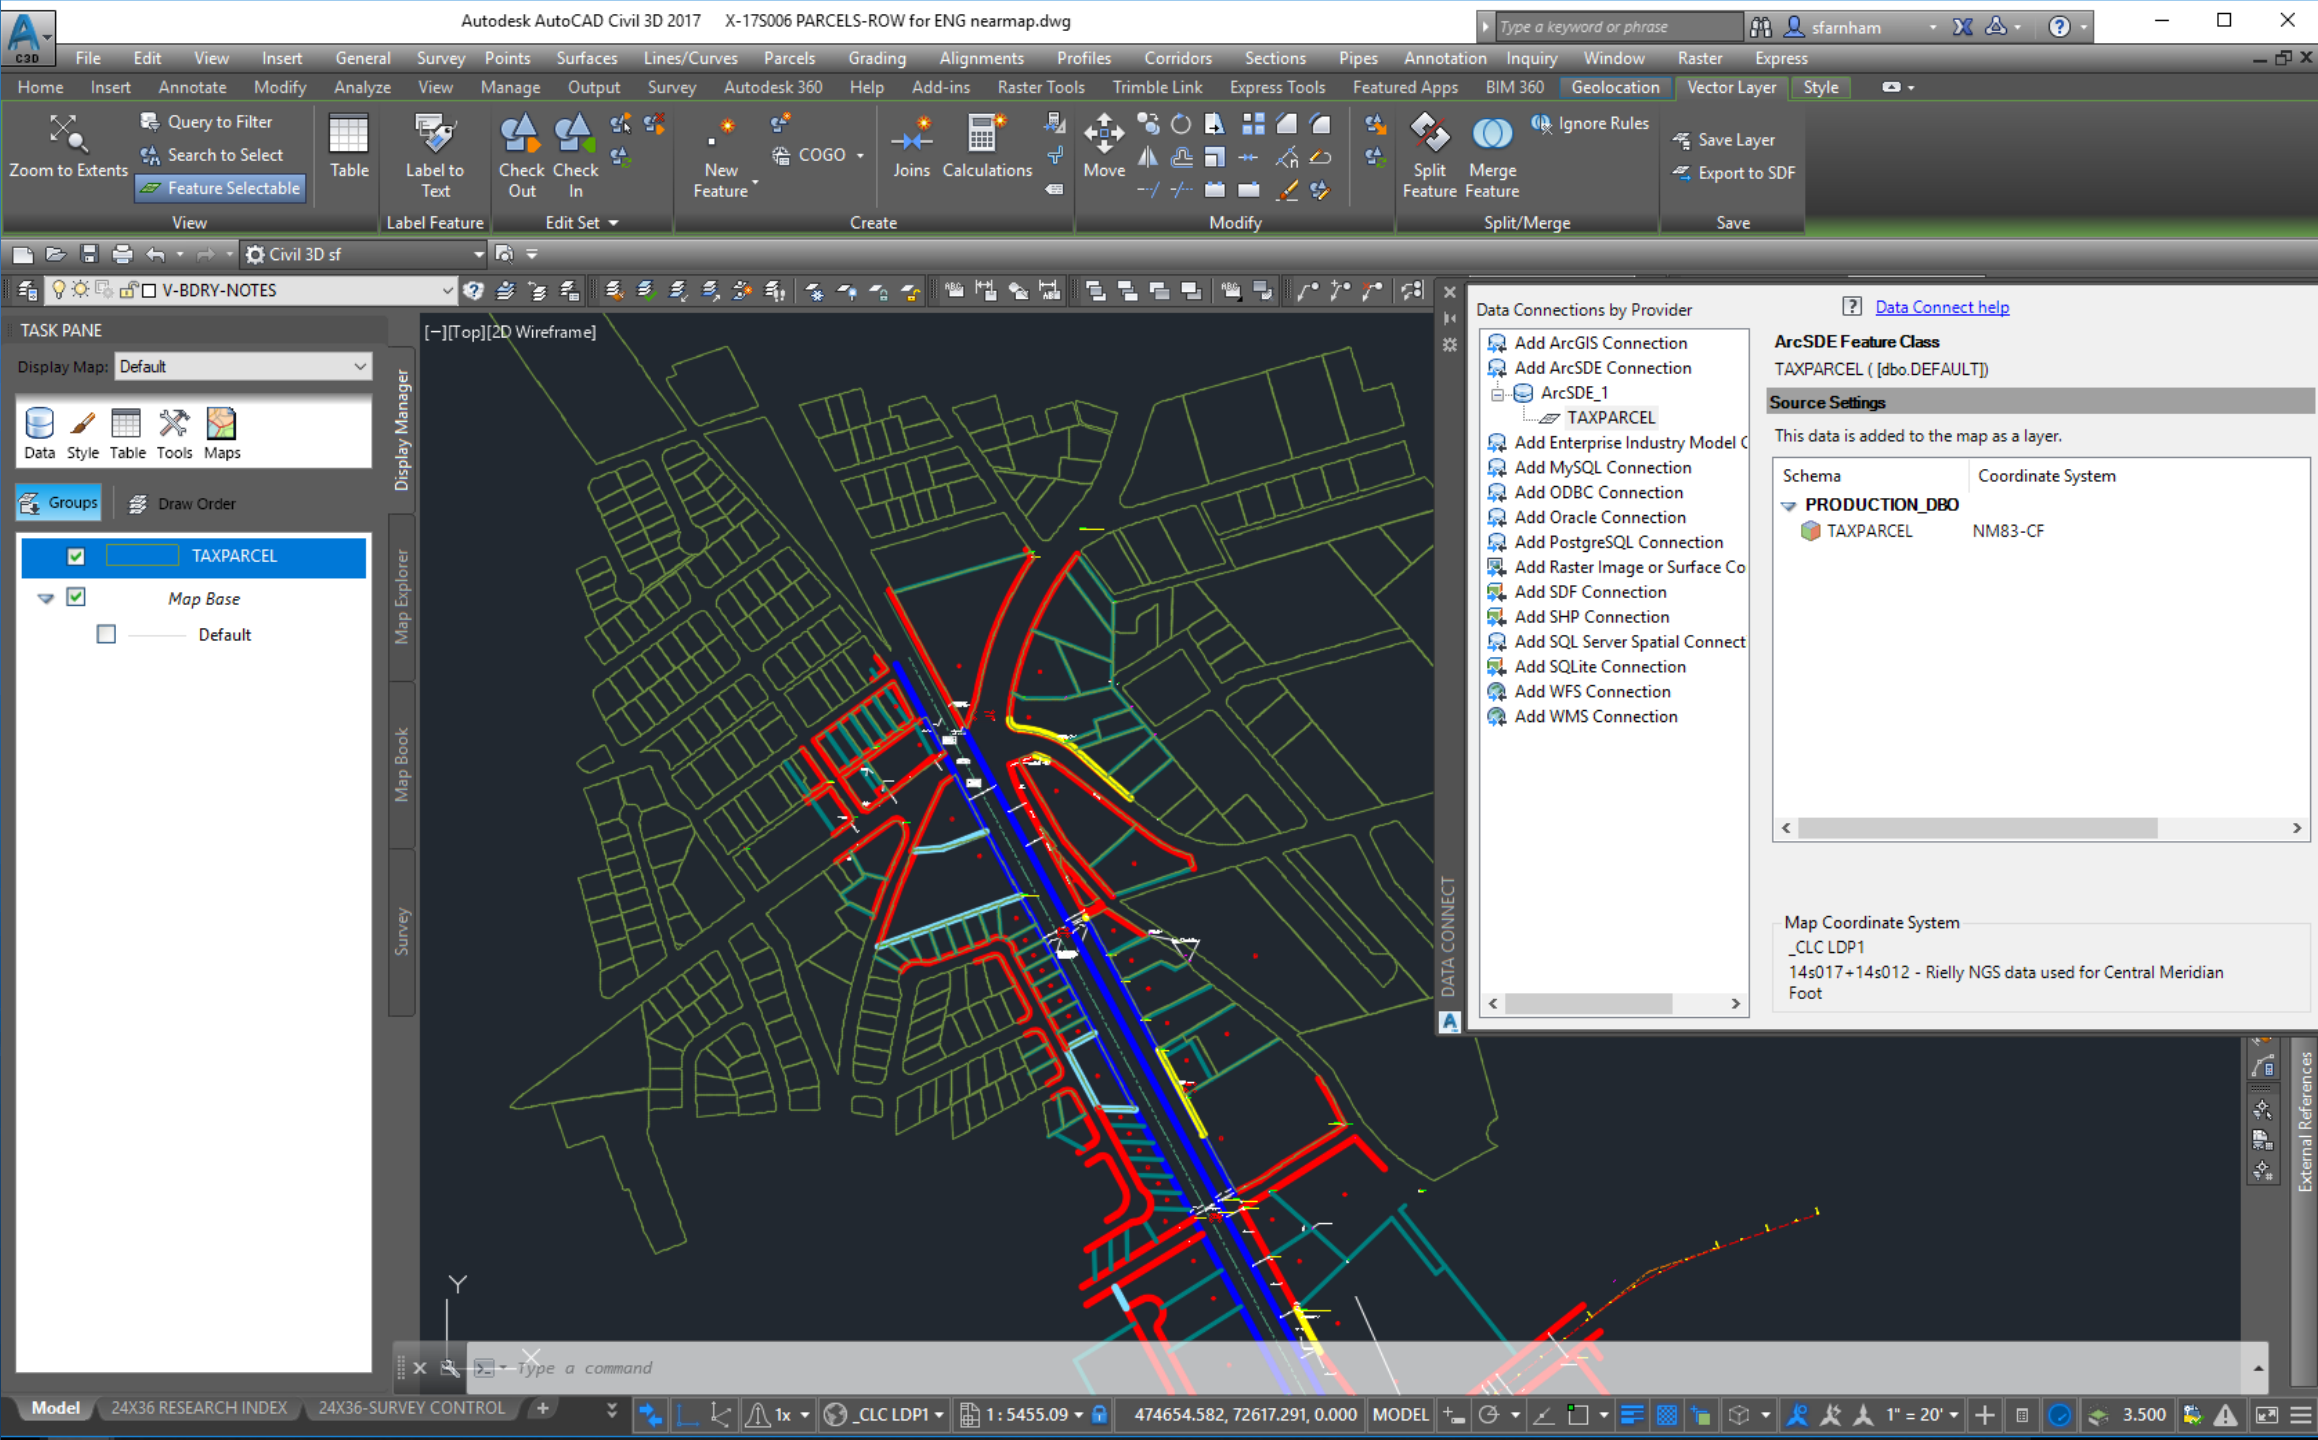 Autodesk AutoCAD Civil 3D 2017 X-17S006 PARCELS-ROW for ENG nearmap.dwg
Type a keyword or phrase
sfarnham
C3D
File Edit View Insert General Survey Points Surfaces Lines/Curves Parcels Grading Alignments Profiles Corridors Sections Pipes Annotation Inquiry Window Raster Express
Home Insert Annotate Modify Analyze View Manage Output Survey Autodesk 360 Help Add-ins Raster Tools Trimble Link Express Tools Featured Apps BIM 360 Geolocation Vector Layer Style
Zoom to Extents
Query to Filter
Search to Select
Feature Selectable
View
Table
Label to Text
Label Feature
Check Out
Check In
Edit Set
New Feature
COGO
Joins
Calculations
Create
Move
Modify
Split Feature
Merge Feature
Ignore Rules
Split/Merge
Save Layer
Export to SDF
Save
Civil 3D sf
V-BDRY-NOTES
TASK PANE
Display Map: Default
Data Style Table Tools Maps
Groups Draw Order
TAXPARCEL
Map Base
Default
Display Manager
Map Explorer
Map Book
Survey
[−][Top][2D Wireframe]
Y
X
DATA CONNECT
Data Connections by Provider
Add ArcGIS Connection
Add ArcSDE Connection
ArcSDE_1
TAXPARCEL
Add Enterprise Industry Model C
Add MySQL Connection
Add ODBC Connection
Add Oracle Connection
Add PostgreSQL Connection
Add Raster Image or Surface Co
Add SDF Connection
Add SHP Connection
Add SQL Server Spatial Connect
Add SQLite Connection
Add WFS Connection
Add WMS Connection
Data Connect help
ArcSDE Feature Class
TAXPARCEL ( [dbo.DEFAULT])
Source Settings
This data is added to the map as a layer.
Schema Coordinate System
PRODUCTION_DBO
TAXPARCEL NM83-CF
Map Coordinate System
_CLC LDP1
14s017+14s012 - Rielly NGS data used for Central Meridian
Foot
External References
Type a command
Model 24X36 RESEARCH INDEX 24X36-SURVEY CONTROL
1x _CLC LDP1 1 : 5455.09 474654.582, 72617.291, 0.000 MODEL 1" = 20' 3.500